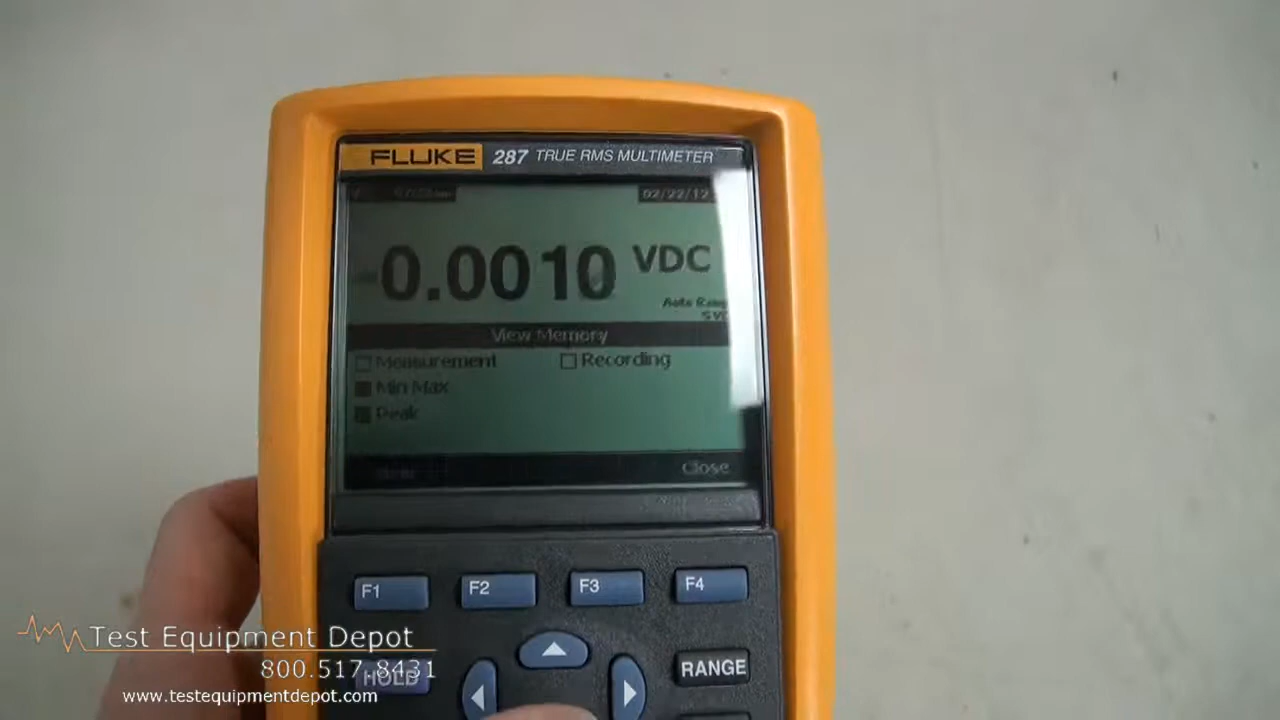 FLUKE 287 TRUE RMS MULTIMETER
02/22/12
-0.0010 VDC
Auto Range
View Memory
Measurement Recording
Min Max
Peak
Close
F1 F2 F3 F4
HOLD RANGE
Test Equipment Depot
800.517.8431
www.testequipmentdepot.com